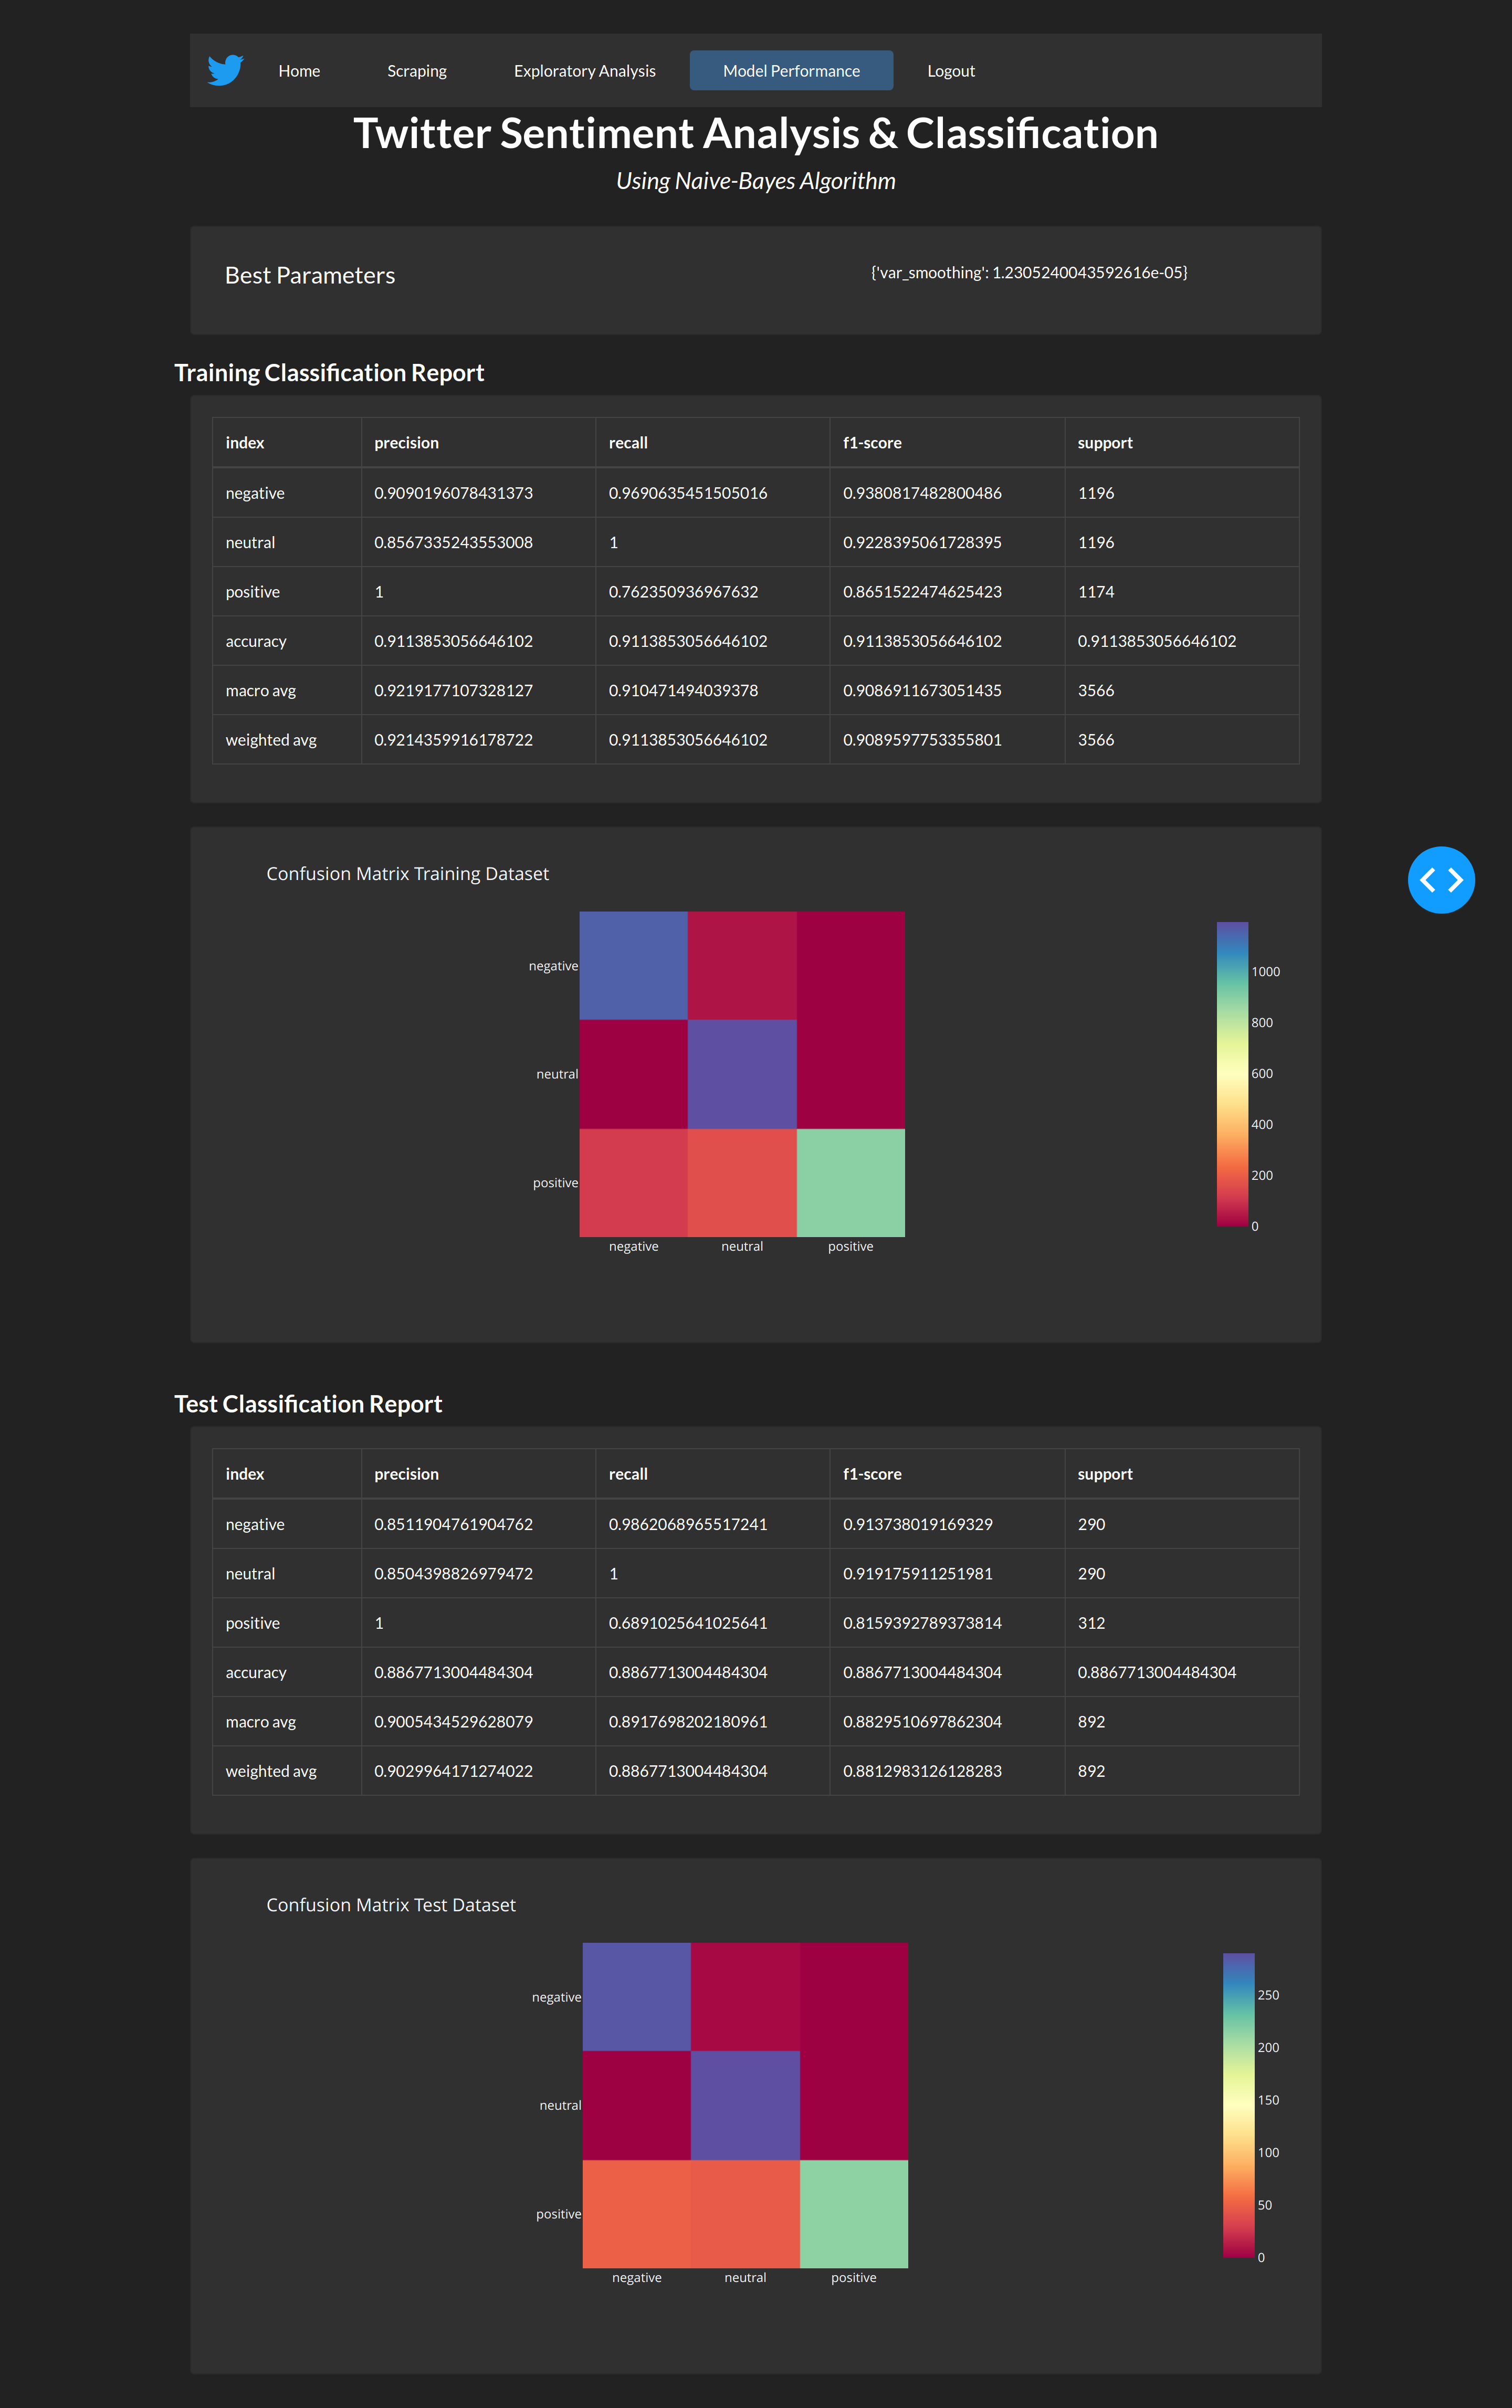 Home Scraping Exploratory Analysis Model Performance Logout
Twitter Sentiment Analysis & Classification
Using Naive-Bayes Algorithm
Best Parameters {'var_smoothing': 1.2305240043592616e-05}
Training Classification Report
index precision recall f1-score support
negative 0.9090196078431373 0.9690635451505016 0.9380817482800486 1196
neutral 0.8567335243553008 1 0.9228395061728395 1196
positive 1 0.762350936967632 0.8651522474625423 1174
accuracy 0.9113853056646102 0.9113853056646102 0.9113853056646102 0.9113853056646102
macro avg 0.9219177107328127 0.910471494039378 0.9086911673051435 3566
weighted avg 0.9214359916178722 0.9113853056646102 0.9089597753355801 3566
Confusion Matrix Training Dataset
negative
neutral
positive
negative neutral positive
1000
800
600
400
200
0
Test Classification Report
index precision recall f1-score support
negative 0.8511904761904762 0.9862068965517241 0.913738019169329 290
neutral 0.8504398826979472 1 0.919175911251981 290
positive 1 0.6891025641025641 0.8159392789373814 312
accuracy 0.8867713004484304 0.8867713004484304 0.8867713004484304 0.8867713004484304
macro avg 0.9005434529628079 0.8917698202180961 0.8829510697862304 892
weighted avg 0.9029964171274022 0.8867713004484304 0.8812983126128283 892
Confusion Matrix Test Dataset
negative
neutral
positive
negative neutral positive
250
200
150
100
50
0